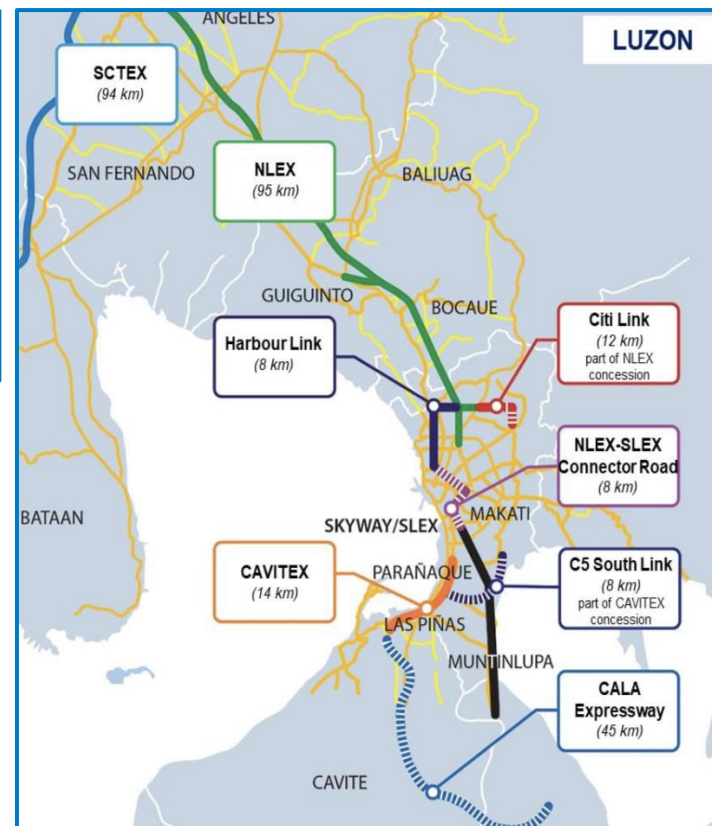 ANGELES
LUZON
SCTEX
(94 km)
NLEX
(95 km)
SAN FERNANDO
BALIUAG
GUIGUINTO
BOCAUE
Harbour Link
(8 km)
Citi Link
(12 km)
part of NLEX
concession
NLEX-SLEX
Connector Road
(8 km)
BATAAN
MAKATI
SKYWAY/SLEX
CAVITEX
(14 km)
PARAÑAQUE
C5 South Link
(8 km)
part of CAVITEX
concession
LAS PIÑAS
MUNTINLUPA
CALA
Expressway
(45 km)
CAVITE